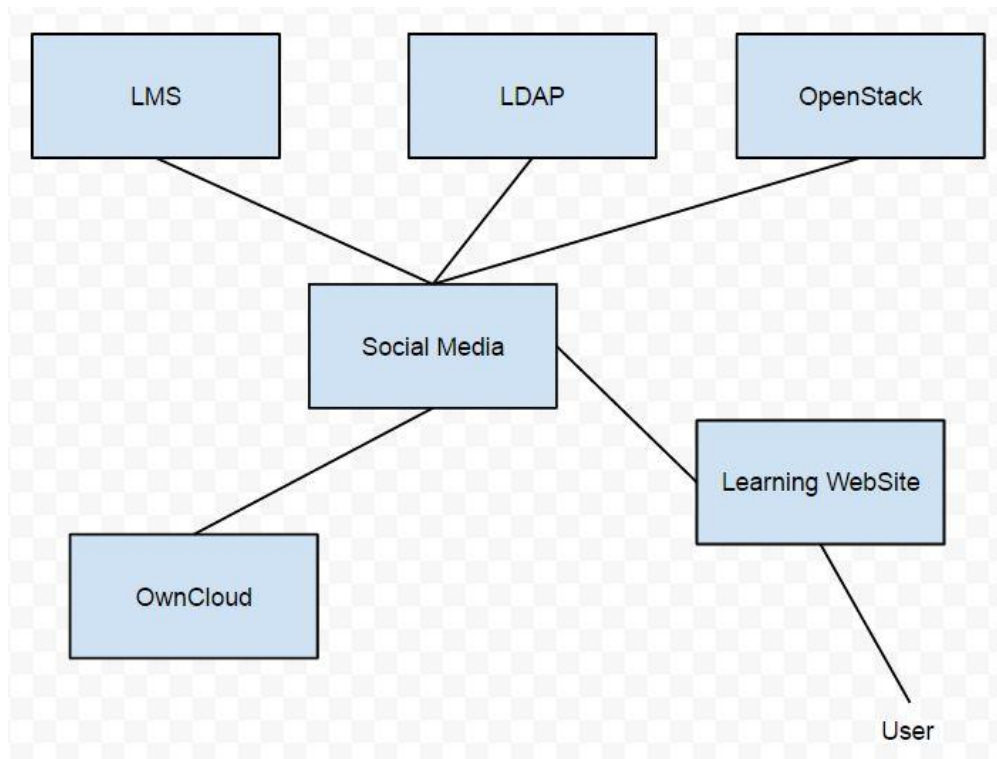 LMS
LDAP
OpenStack
Social Media
Learning WebSite
OwnCloud
User